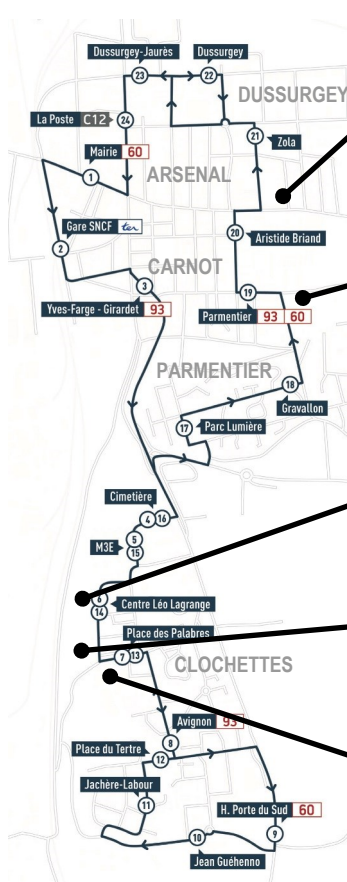 Dussurgey-Jaurès
Dussurgey
23
22
DUSSURGEY
La Poste C12
24
21
Zola
Mairie 60
1
ARSENAL
Gare SNCF ter
2
20
Aristide Briand
CARNOT
3
19
Yves-Farge - Girardet 93
Parmentier 93 60
PARMENTIER
18
Gravallon
17
Parc Lumière
Cimetière
4
16
5
M3E
15
6
Centre Léo Lagrange
14
Place des Palabres
7
13
CLOCHETTES
Avignon 93
8
Place du Tertre
12
Jachère-Labour
11
H. Porte du Sud 60
10
9
Jean Guéhenno